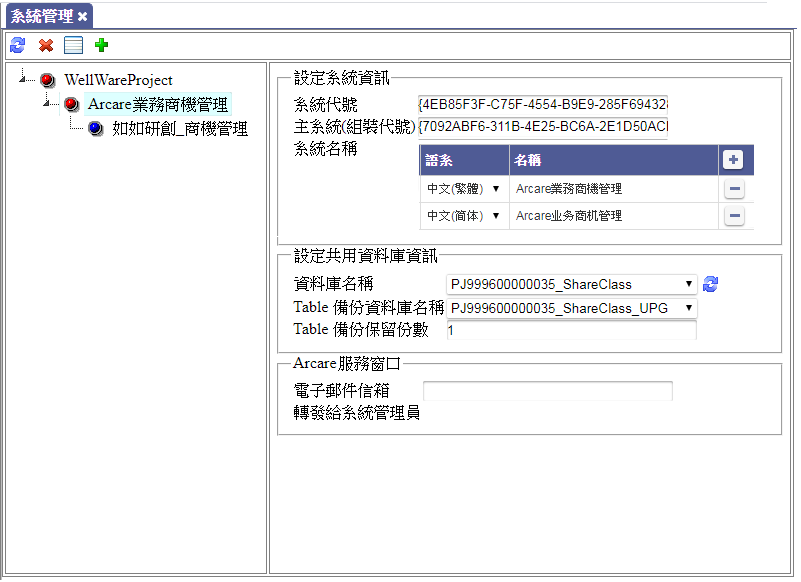 系統管理
WellWareProject
Arcare業務商機管理
如如研創_商機管理
設定系統資訊
系統代號 {4EB85F3F-C75F-4554-B9E9-285F69432
主系統(組裝代號) {7092ABF6-311B-4E25-BC6A-2E1D50AC
系統名稱
語系 名稱
中文(繁體) Arcare業務商機管理
中文(简体) Arcare业务商机管理
設定共用資料庫資訊
資料庫名稱 PJ999600000035_ShareClass
Table 備份資料庫名稱 PJ999600000035_ShareClass_UPG
Table 備份保留份數 1
Arcare服務窗口
電子郵件信箱
轉發給系統管理員